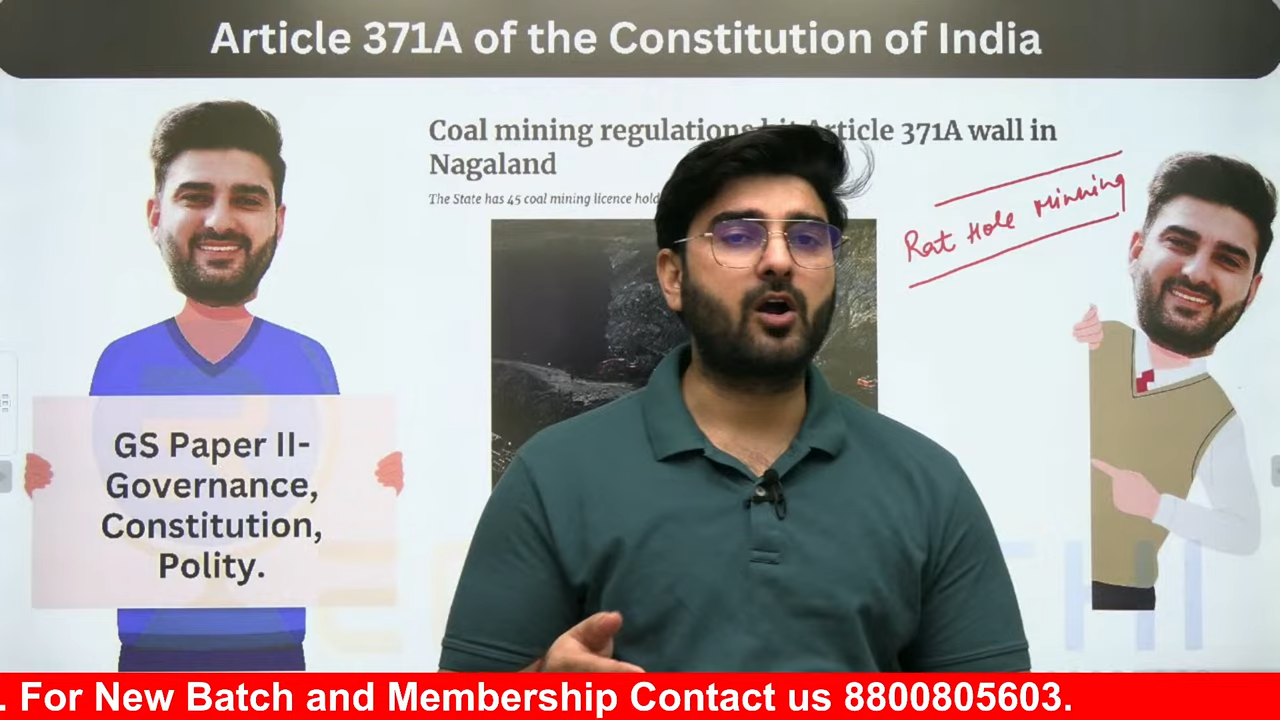 Article 371A of the Constitution of India
Coal mining regulations hit Article 371A wall in
Nagaland
The State has 45 coal mining licence
Rat Hole Minning
GS Paper II-
Governance,
Constitution,
Polity.
. For New Batch and Membership Contact us 8800805603.